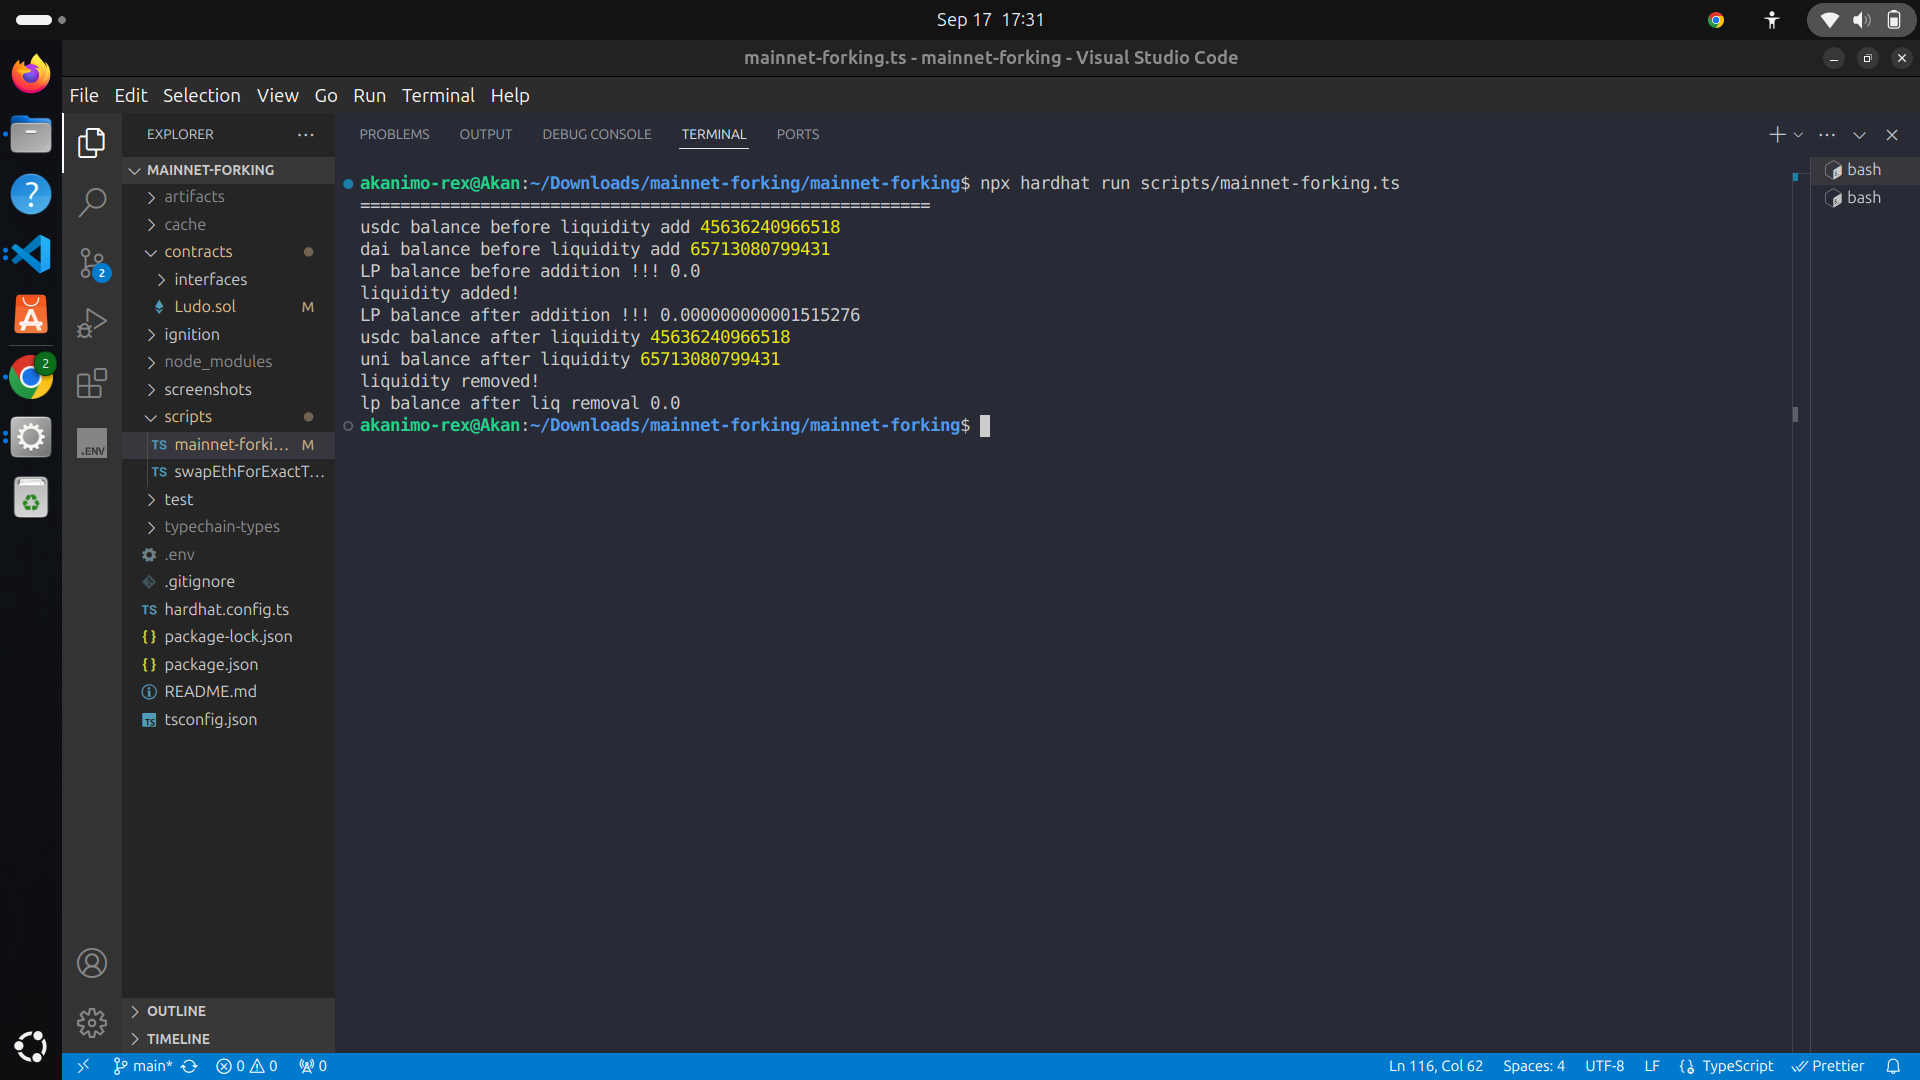 Sep 17 17:31
mainnet-forking.ts - mainnet-forking - Visual Studio Code
File Edit Selection View Go Run Terminal Help
EXPLORER
MAINNET-FORKING
artifacts
cache
contracts
interfaces
Ludo.sol M
ignition
node_modules
screenshots
scripts
TS mainnet-forki... M
TS swapEthForExactT...
test
typechain-types
.env
.gitignore
TS hardhat.config.ts
{} package-lock.json
{} package.json
README.md
TS tsconfig.json
OUTLINE
TIMELINE
2
2
.ENV
PROBLEMS OUTPUT DEBUG CONSOLE TERMINAL PORTS
akanimo-rex@Akan:~/Downloads/mainnet-forking/mainnet-forking$ npx hardhat run scripts/mainnet-forking.ts
=========================================================
usdc balance before liquidity add 45636240966518
dai balance before liquidity add 65713080799431
LP balance before addition !!! 0.0
liquidity added!
LP balance after addition !!! 0.000000000001515276
usdc balance after liquidity 45636240966518
uni balance after liquidity 65713080799431
liquidity removed!
lp balance after liq removal 0.0
akanimo-rex@Akan:~/Downloads/mainnet-forking/mainnet-forking$
bash
bash
main* 0 0 0
Ln 116, Col 62 Spaces: 4 UTF-8 LF {} TypeScript Prettier